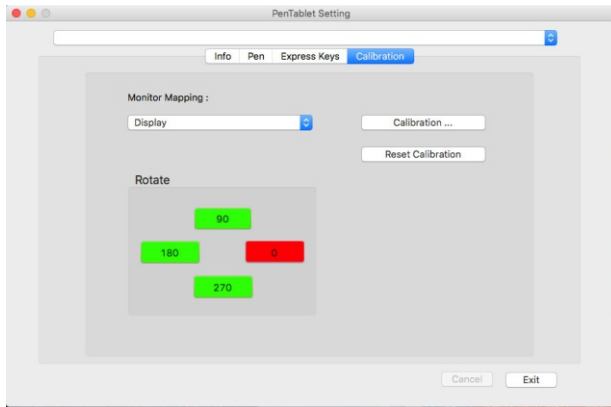 PenTablet Setting
Info Pen Express Keys Calibration
Monitor Mapping :
Display
Calibration ...
Reset Calibration
Rotate
90
180
0
270
Cancel
Exit